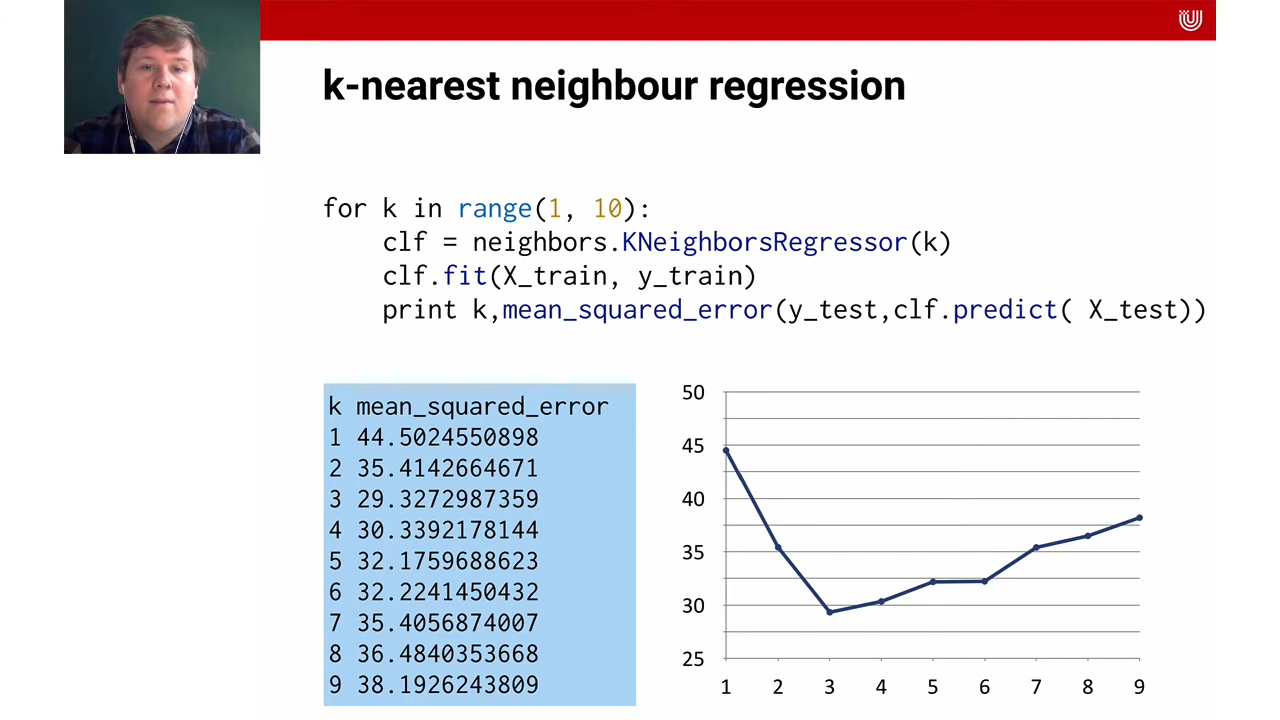 k-nearest neighbour regression
for k in range(1, 10):
    clf = neighbors.KNeighborsRegressor(k)
    clf.fit(X_train, y_train)
    print k,mean_squared_error(y_test,clf.predict( X_test))
k mean_squared_error
1 44.5024550898
2 35.4142664671
3 29.3272987359
4 30.3392178144
5 32.1759688623
6 32.2241450432
7 35.4056874007
8 36.4840353668
9 38.1926243809
50
45
40
35
30
25
1 2 3 4 5 6 7 8 9